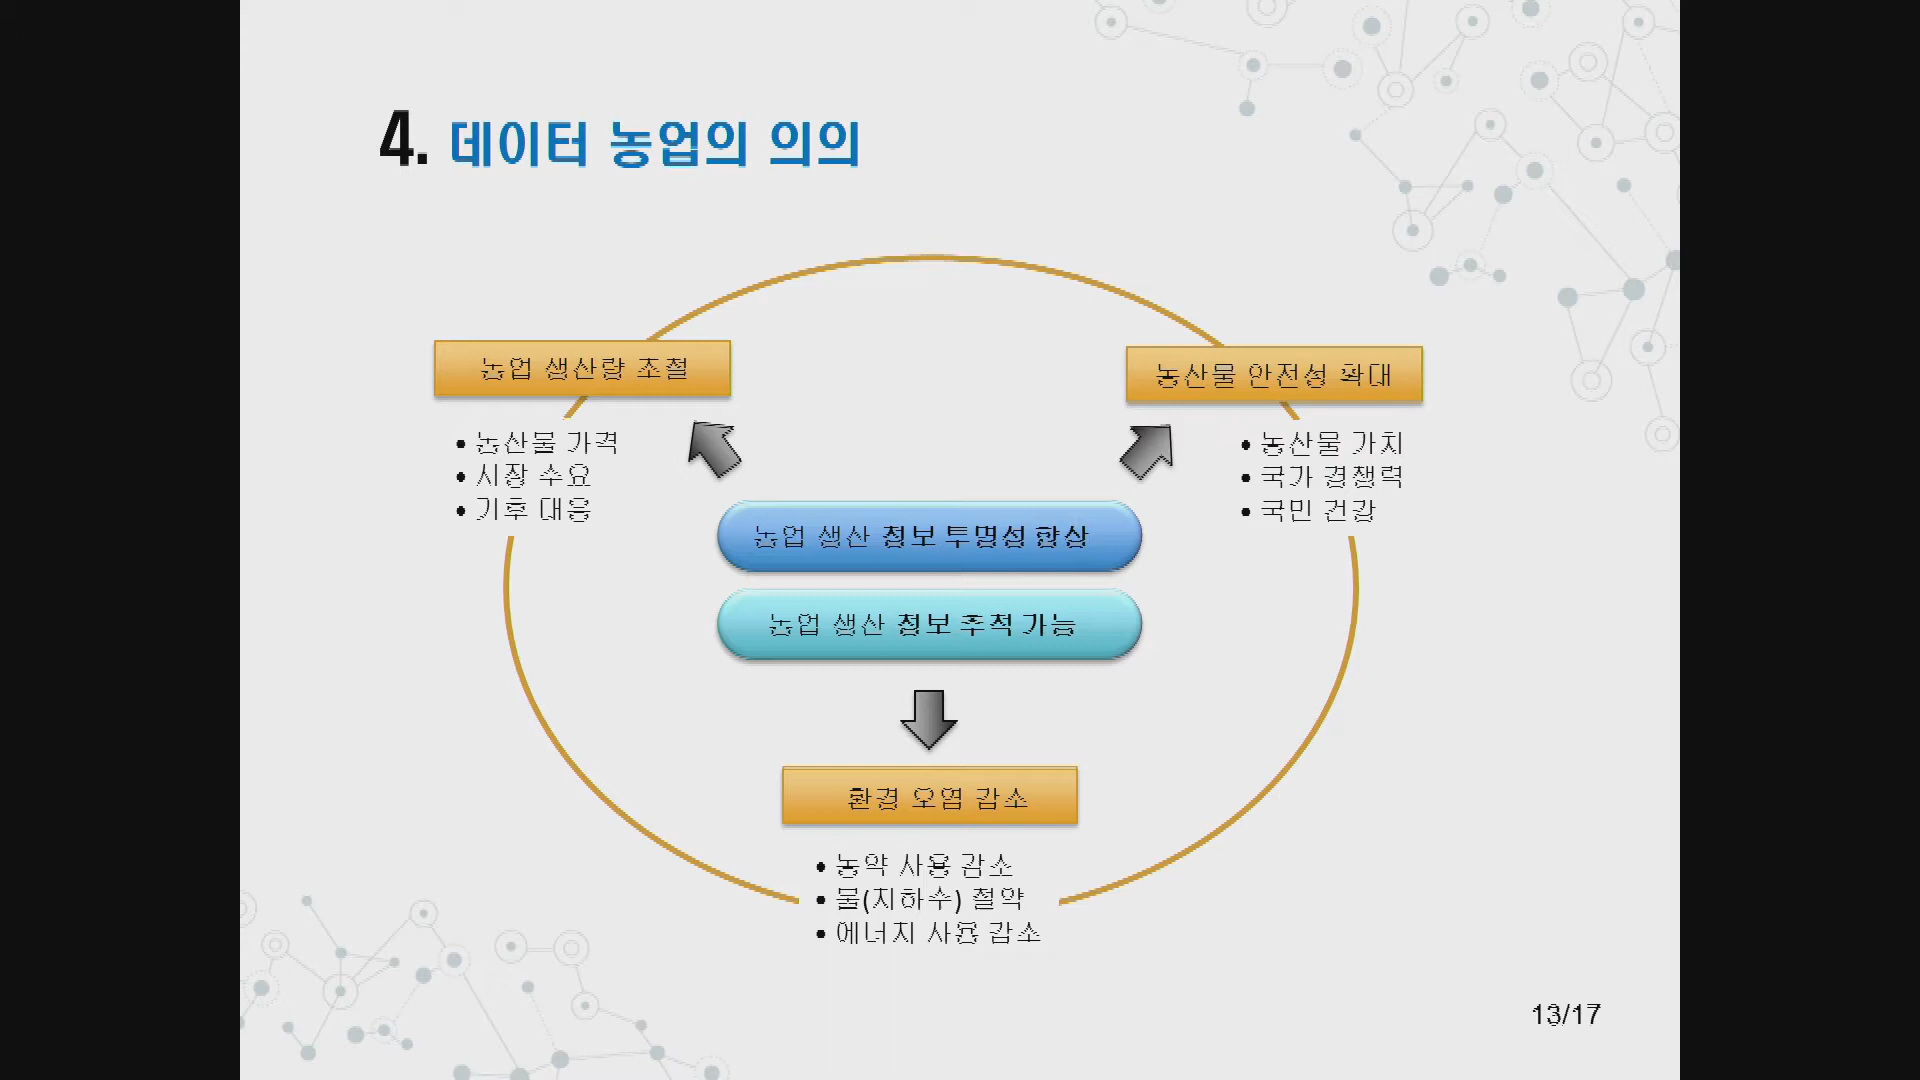 4. 데이터 농업의 의의
농업 생산량 조절
• 농산물 가격
• 시장 수요
• 기후 대응
농산물 안전성 확대
• 농산물 가치
• 국가 경쟁력
• 국민 건강
농업 생산 정보 투명성 향상
농업 생산 정보 추적 가능
환경 오염 감소
• 농약 사용 감소
• 물(지하수) 절약
• 에너지 사용 감소
13/17